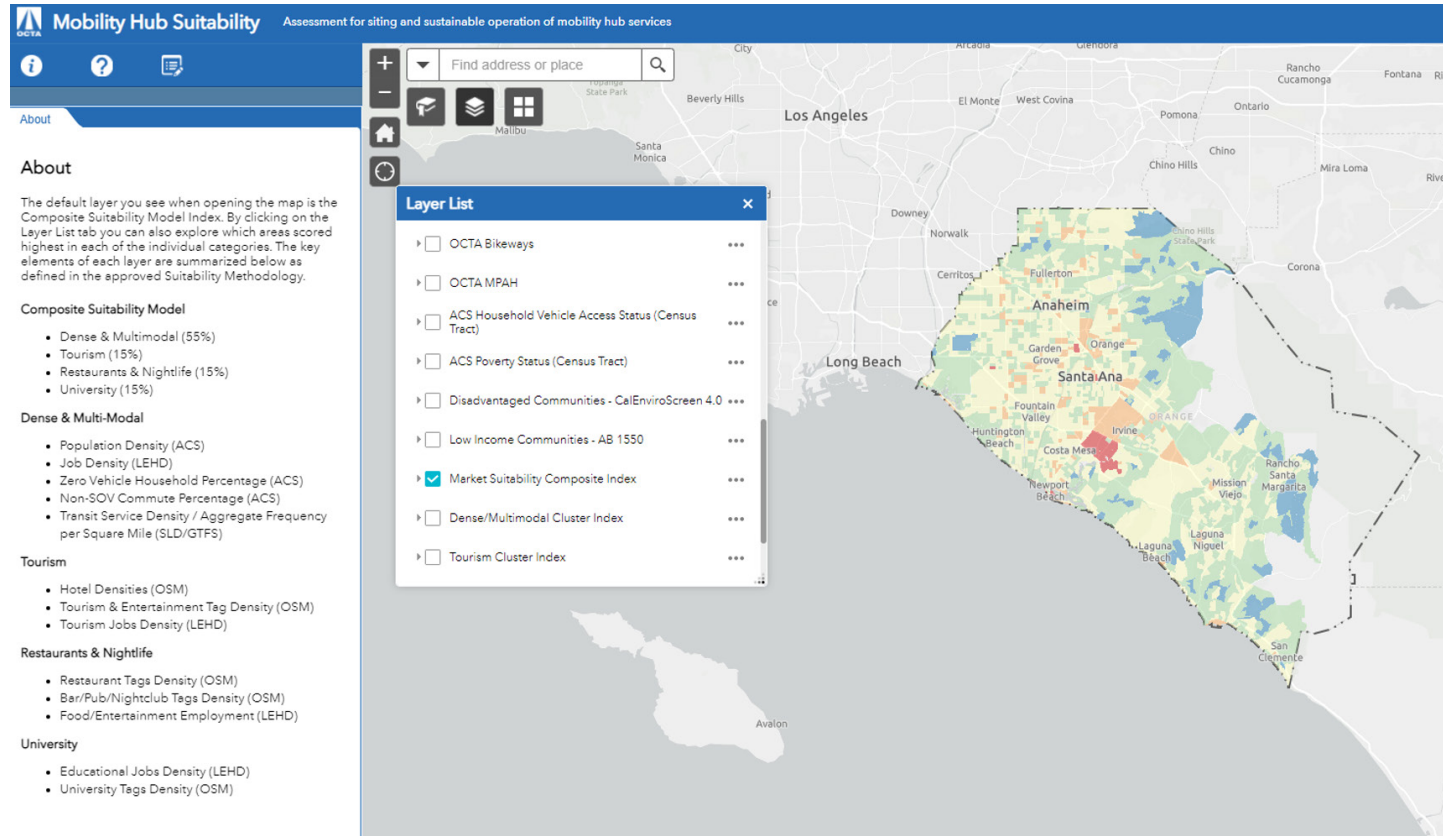 OCTA
Mobility Hub Suitability
Assessment for siting and sustainable operation of mobility hub services
About
About
The default layer you see when opening the map is the
Composite Suitability Model Index. By clicking on the
Layer List tab you can also explore which areas scored
highest in each of the individual categories. The key
elements of each layer are summarized below as
defined in the approved Suitability Methodology.
Composite Suitability Model
• Dense & Multimodal (55%)
• Tourism (15%)
• Restaurants & Nightlife (15%)
• University (15%)
Dense & Multi-Modal
• Population Density (ACS)
• Job Density (LEHD)
• Zero Vehicle Household Percentage (ACS)
• Non-SOV Commute Percentage (ACS)
• Transit Service Density / Aggregate Frequency
per Square Mile (SLD/GTFS)
Tourism
• Hotel Densities (OSM)
• Tourism & Entertainment Tag Density (OSM)
• Tourism Jobs Density (LEHD)
Restaurants & Nightlife
• Restaurant Tags Density (OSM)
• Bar/Pub/Nightclub Tags Density (OSM)
• Food/Entertainment Employment (LEHD)
University
• Educational Jobs Density (LEHD)
• University Tags Density (OSM)
+
−
Find address or place
Layer List
×
OCTA Bikeways
OCTA MPAH
ACS Household Vehicle Access Status (Census
Tract)
ACS Poverty Status (Census Tract)
Disadvantaged Communities - CalEnviroScreen 4.0
Low Income Communities - AB 1550
Market Suitability Composite Index
Dense/Multimodal Cluster Index
Tourism Cluster Index
City
Arcadia
Glendora
Rancho
Cucamonga
Fontana
State Park
Beverly Hills
El Monte
West Covina
Ontario
Los Angeles
Pomona
Malibu
Santa
Monica
Chino
Chino Hills
Mira Loma
Downey
Norwalk
Chino Hills
State Park
Cerritos
Fullerton
Corona
Anaheim
Garden
Grove
Orange
Long Beach
Santa Ana
Fountain
Valley
ORANGE
Huntington
Beach
Irvine
Costa Mesa
Rancho
Santa
Margarita
Newport
Beach
Mission
Viejo
Laguna
Niguel
Laguna
Beach
San
Clemente
Avalon